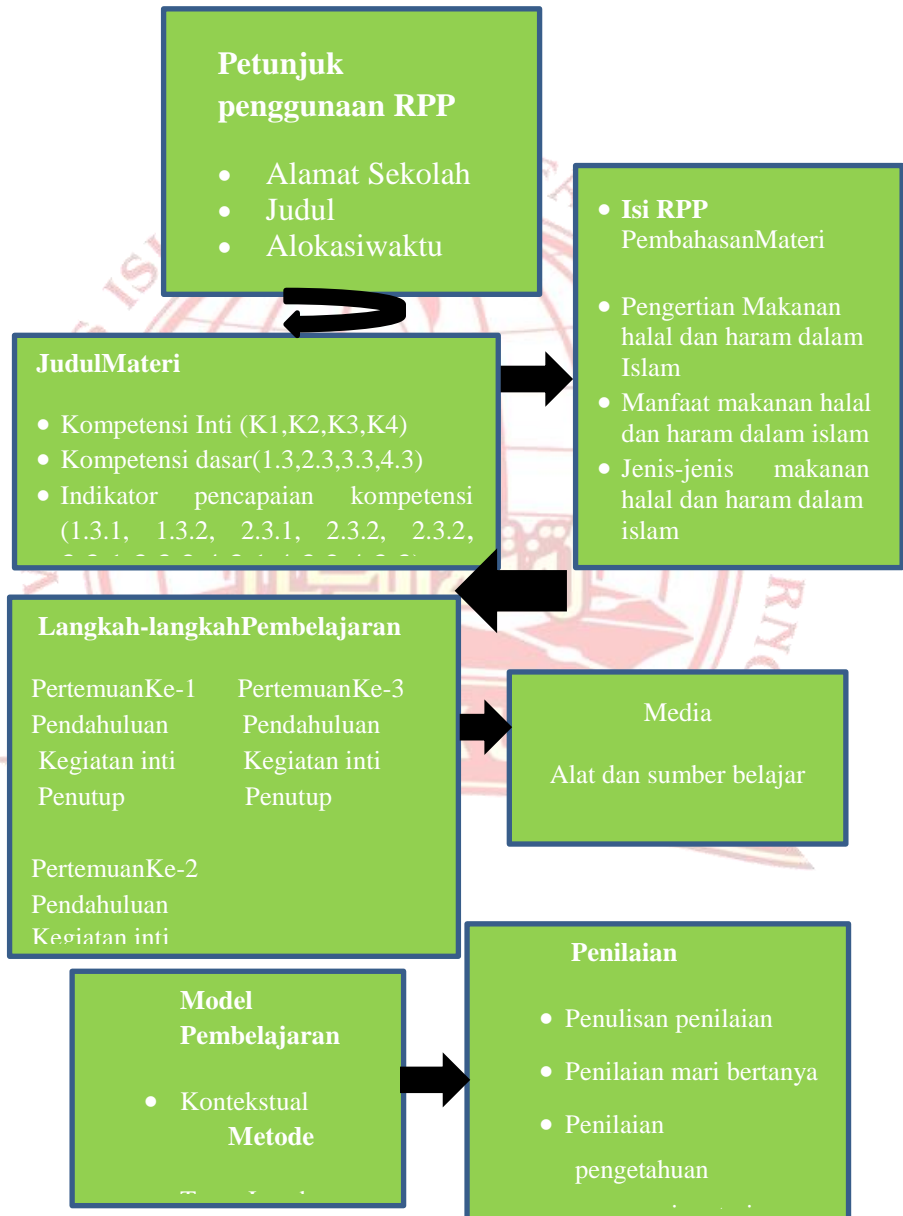 Petunjuk
penggunaan RPP
• Alamat Sekolah
• Judul
• Alokasiwaktu
JudulMateri
• Kompetensi Inti (K1,K2,K3,K4)
• Kompetensi dasar(1.3,2.3,3.3,4.3)
• Indikator pencapaian kompetensi
(1.3.1, 1.3.2, 2.3.1, 2.3.2, 2.3.2,
• Isi RPP
PembahasanMateri
• Pengertian Makanan
halal dan haram dalam
Islam
• Manfaat makanan halal
dan haram dalam islam
• Jenis-jenis makanan
halal dan haram dalam
islam
Langkah-langkahPembelajaran
PertemuanKe-1 PertemuanKe-3
Pendahuluan Pendahuluan
Kegiatan inti Kegiatan inti
Penutup Penutup
PertemuanKe-2
Pendahuluan
Kegiatan inti
Media
Alat dan sumber belajar
Model
Pembelajaran
• Kontekstual
Metode
Penilaian
• Penulisan penilaian
• Penilaian mari bertanya
• Penilaian
pengetahuan